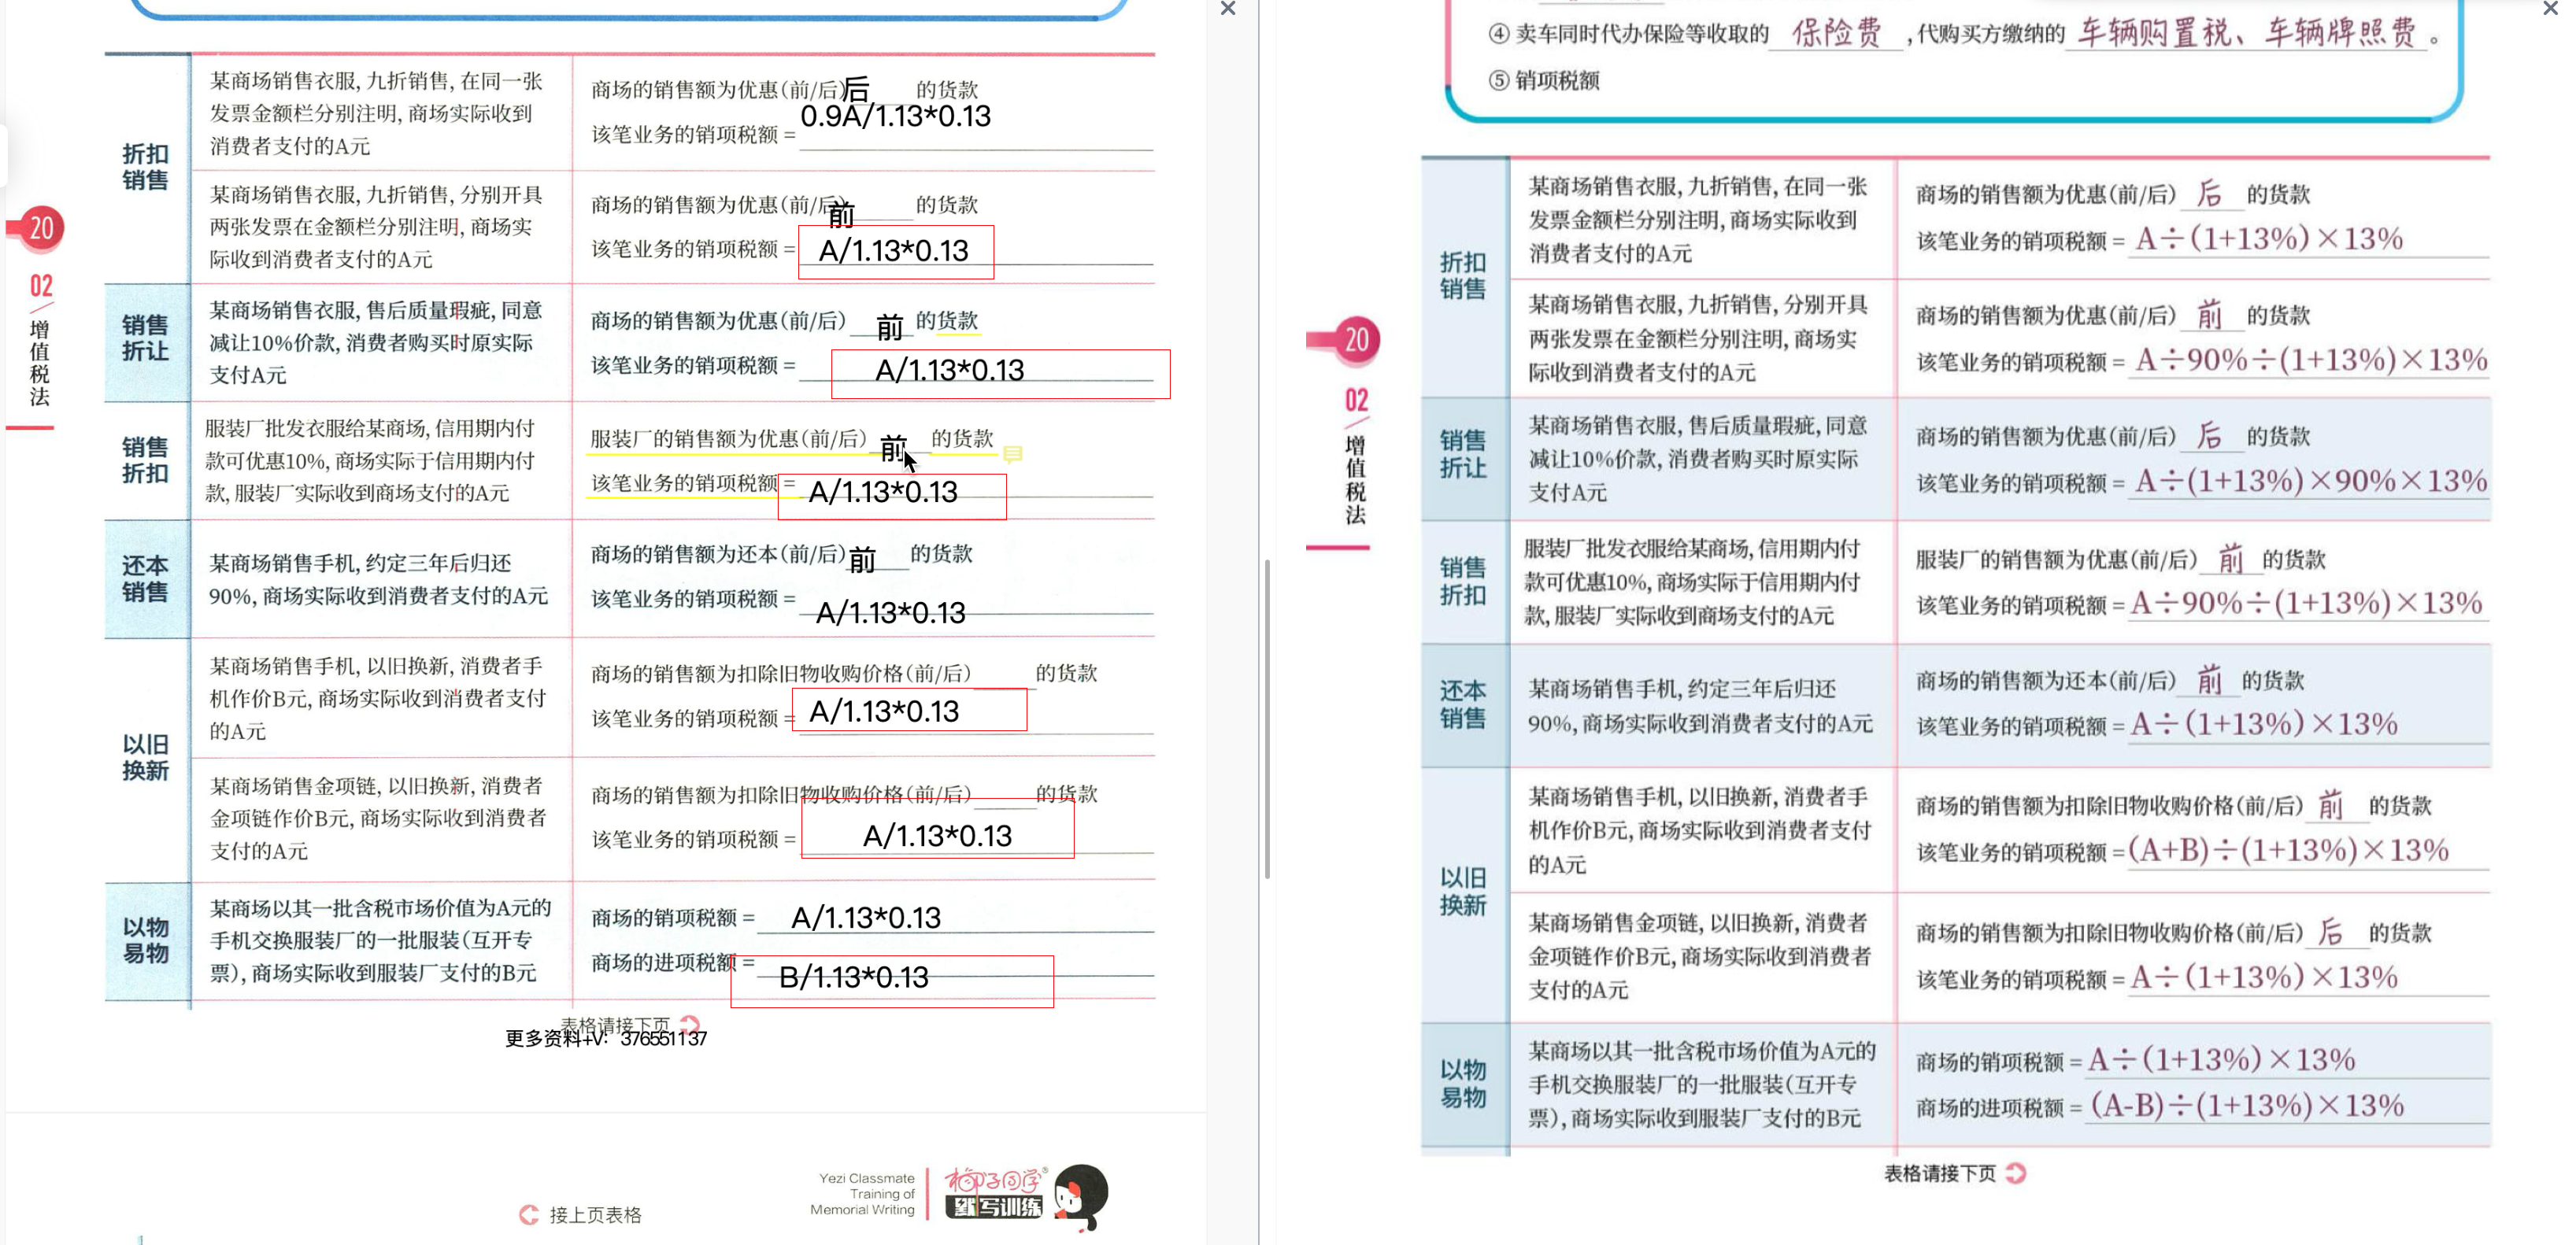 某商场销售衣服,九折销售,在同一张
发票金额栏分别注明,商场实际收到
消费者支付的A元
商场的销售额为优惠(前/后) 后 的货款
0.9A/1.13*0.13
该笔业务的销项税额 =
折扣
销售
某商场销售衣服,九折销售,分别开具
两张发票在金额栏分别注明,商场实
际收到消费者支付的A元
商场的销售额为优惠(前/后) 前 的货款
该笔业务的销项税额 = A/1.13*0.13
20
02
增值税法
销售
折让
某商场销售衣服,售后质量瑕疵,同意
减让10%价款,消费者购买时原实际
支付A元
商场的销售额为优惠(前/后) 前 的货款
该笔业务的销项税额 = A/1.13*0.13
销售
折扣
服装厂批发衣服给某商场,信用期内付
款可优惠10%,商场实际于信用期内付
款,服装厂实际收到商场支付的A元
服装厂的销售额为优惠(前/后) 前 的货款
该笔业务的销项税额 = A/1.13*0.13
还本
销售
某商场销售手机,约定三年后归还
90%,商场实际收到消费者支付的A元
商场的销售额为还本(前/后) 前 的货款
该笔业务的销项税额 = A/1.13*0.13
以旧
换新
某商场销售手机,以旧换新,消费者手
机作价B元,商场实际收到消费者支付
的A元
商场的销售额为扣除旧物收购价格(前/后) 的货款
该笔业务的销项税额 = A/1.13*0.13
某商场销售金项链,以旧换新,消费者
金项链作价B元,商场实际收到消费者
支付的A元
商场的销售额为扣除旧物收购价格(前/后) 的货款
该笔业务的销项税额 = A/1.13*0.13
以物
易物
某商场以其一批含税市场价值为A元的
手机交换服装厂的一批服装(互开专
票),商场实际收到服装厂支付的B元
商场的销项税额 = A/1.13*0.13
商场的进项税额 = B/1.13*0.13
表格请接下页
更多资料+V: 376551137
接上页表格
Yezi Classmate
Training of
Memorial Writing
椰子同学
默写训练
④ 卖车同时代办保险等收取的 保险费 ,代购买方缴纳的 车辆购置税、车辆牌照费 。
⑤ 销项税额
折扣
销售
某商场销售衣服,九折销售,在同一张
发票金额栏分别注明,商场实际收到
消费者支付的A元
商场的销售额为优惠(前/后) 后 的货款
该笔业务的销项税额 = A÷(1+13%)×13%
某商场销售衣服,九折销售,分别开具
两张发票在金额栏分别注明,商场实
际收到消费者支付的A元
商场的销售额为优惠(前/后) 前 的货款
该笔业务的销项税额 = A÷90%÷(1+13%)×13%
20
02
增值税法
销售
折让
某商场销售衣服,售后质量瑕疵,同意
减让10%价款,消费者购买时原实际
支付A元
商场的销售额为优惠(前/后) 后 的货款
该笔业务的销项税额 = A÷(1+13%)×90%×13%
销售
折扣
服装厂批发衣服给某商场,信用期内付
款可优惠10%,商场实际于信用期内付
款,服装厂实际收到商场支付的A元
服装厂的销售额为优惠(前/后) 前 的货款
该笔业务的销项税额 = A÷90%÷(1+13%)×13%
还本
销售
某商场销售手机,约定三年后归还
90%,商场实际收到消费者支付的A元
商场的销售额为还本(前/后) 前 的货款
该笔业务的销项税额 = A÷(1+13%)×13%
以旧
换新
某商场销售手机,以旧换新,消费者手
机作价B元,商场实际收到消费者支付
的A元
商场的销售额为扣除旧物收购价格(前/后) 前 的货款
该笔业务的销项税额 = (A+B)÷(1+13%)×13%
某商场销售金项链,以旧换新,消费者
金项链作价B元,商场实际收到消费者
支付的A元
商场的销售额为扣除旧物收购价格(前/后) 后 的货款
该笔业务的销项税额 = A÷(1+13%)×13%
以物
易物
某商场以其一批含税市场价值为A元的
手机交换服装厂的一批服装(互开专
票),商场实际收到服装厂支付的B元
商场的销项税额 = A÷(1+13%)×13%
商场的进项税额 = (A-B)÷(1+13%)×13%
表格请接下页